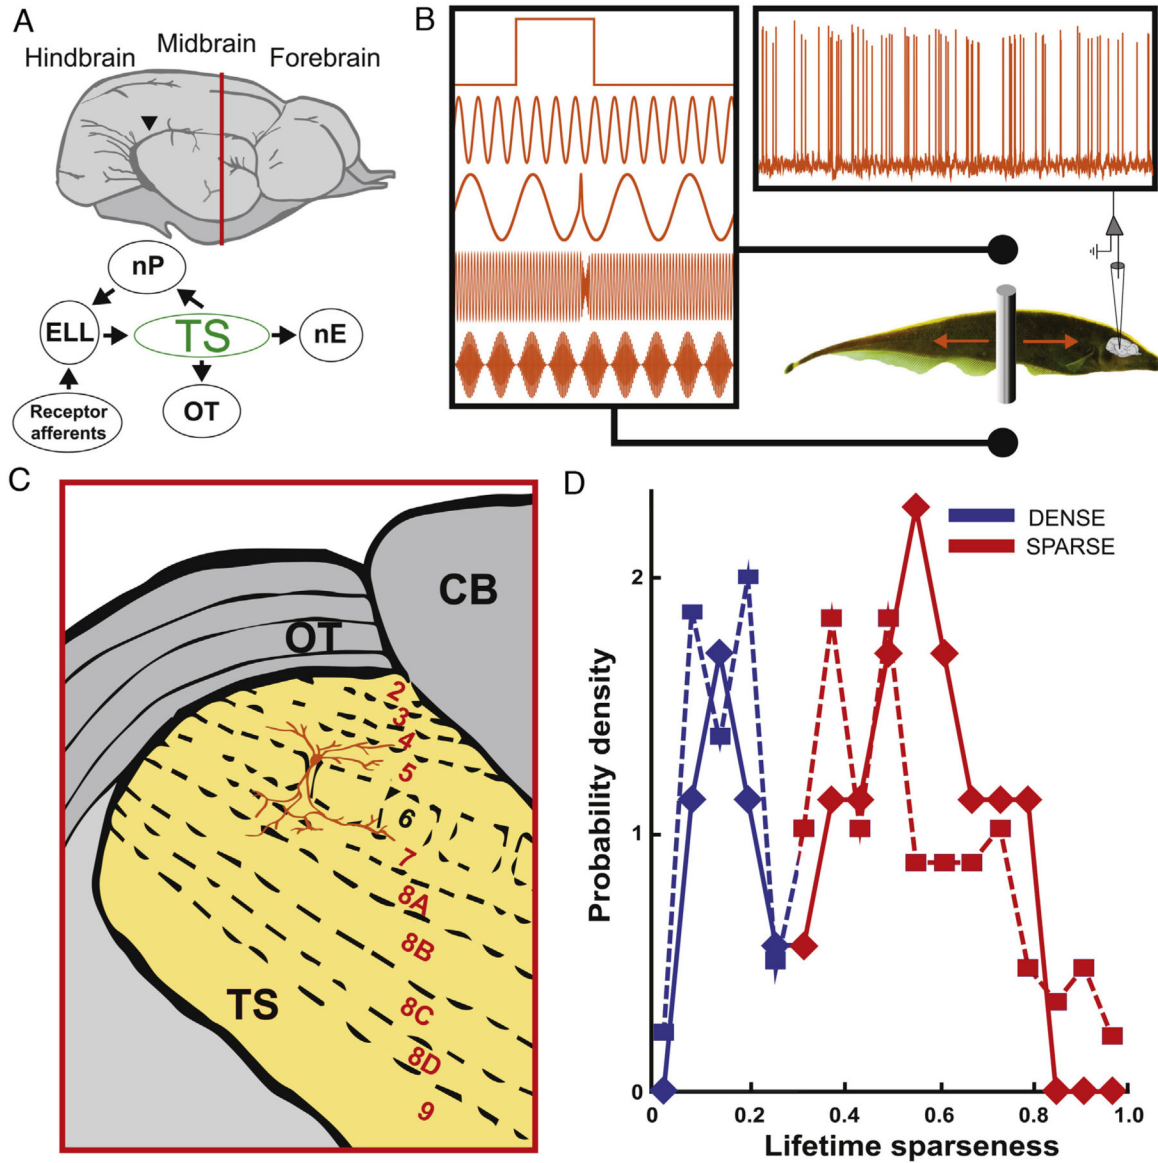 A
Hindbrain
Midbrain
Forebrain
nP
ELL
TS
nE
Receptor
afferents
OT
B
C
CB
OT
2
3
4
5
6
7
8A
8B
8C
8D
9
TS
D
DENSE
SPARSE
Probability density
2
1
0
0
0.2
0.4
0.6
0.8
1.0
Lifetime sparseness